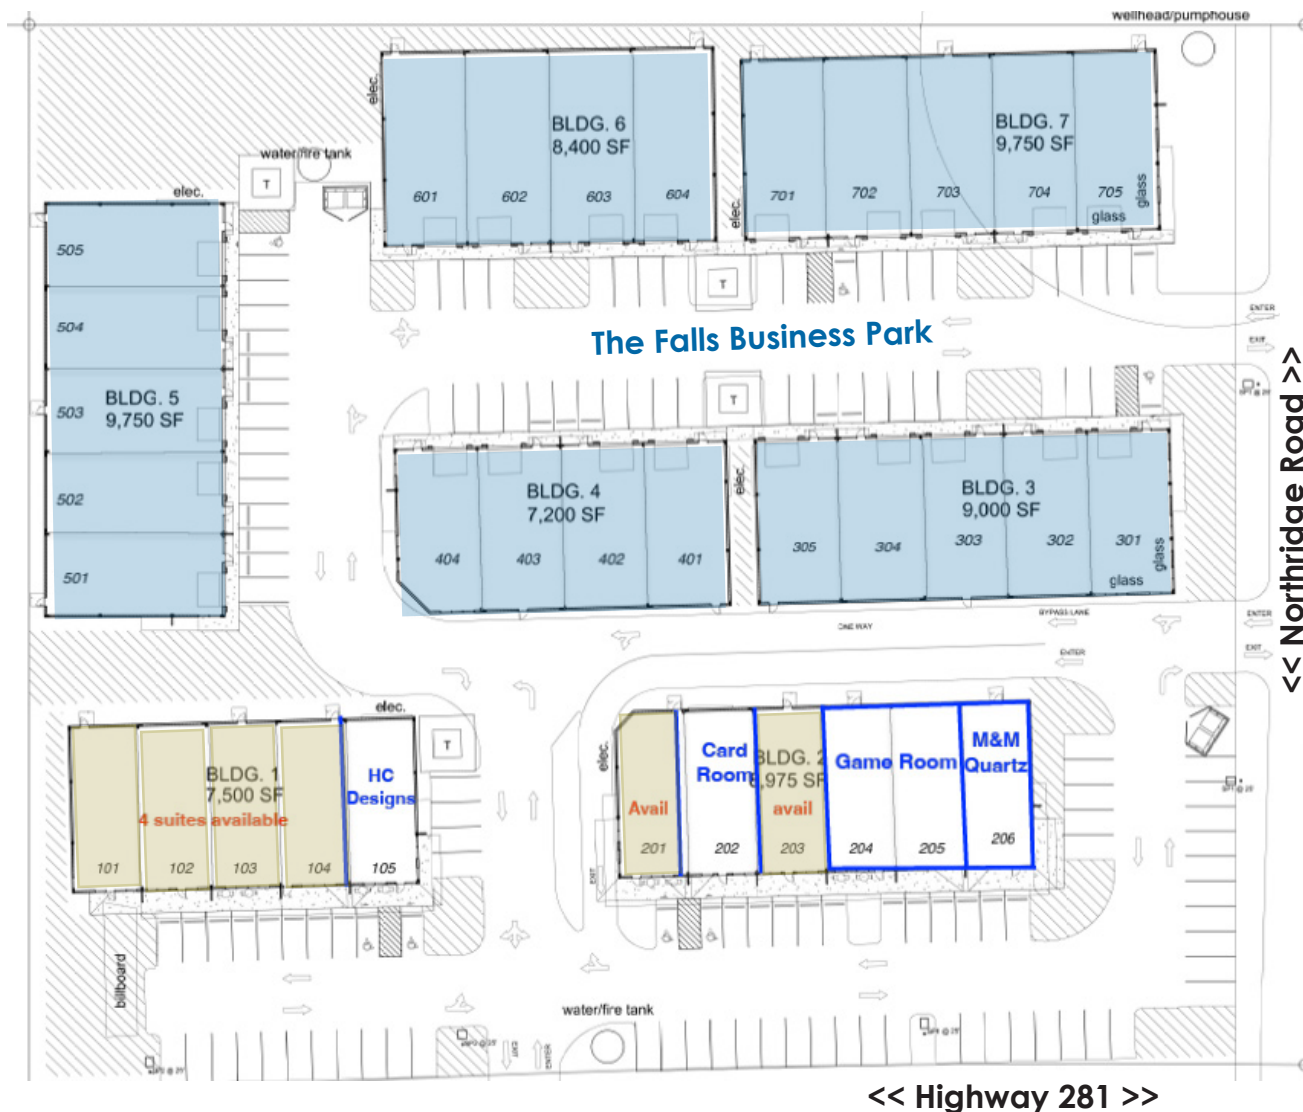 wellhead/pumphouse
elec.
BLDG. 6
8,400 SF
601
602
603
604
elec.
BLDG. 7
9,750 SF
701
702
703
704
705
glass
glass
water/fire tank
T
elec.
505
504
503
502
501
BLDG. 5
9,750 SF
T
The Falls Business Park
ENTER
EXIT
<< Northridge Road >>
T
BLDG. 4
7,200 SF
404
403
402
401
elec.
BLDG. 3
9,000 SF
305
304
303
302
301
glass
glass
ONE WAY
BYPASS LANE
ENTER
EXIT
ENTER
elec.
T
BLDG. 1
7,500 SF
4 suites available
HC
Designs
101
102
103
104
105
elec.
Card
Room
BLDG. 2
,975 SF
Avail
avail
Game Room
M&M
Quartz
201
202
203
204
205
206
EXIT
billboard
water/fire tank
EXIT
ENTER
<< Highway 281 >>